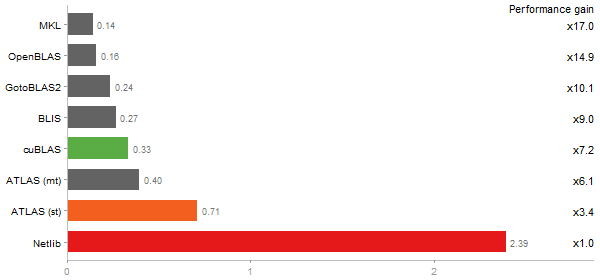 Performance gain
MKL 0.14 x17.0
OpenBLAS 0.16 x14.9
GotoBLAS2 0.24 x10.1
BLIS 0.27 x9.0
cuBLAS 0.33 x7.2
ATLAS (mt) 0.40 x6.1
ATLAS (st) 0.71 x3.4
Netlib 2.39 x1.0
0 1 2